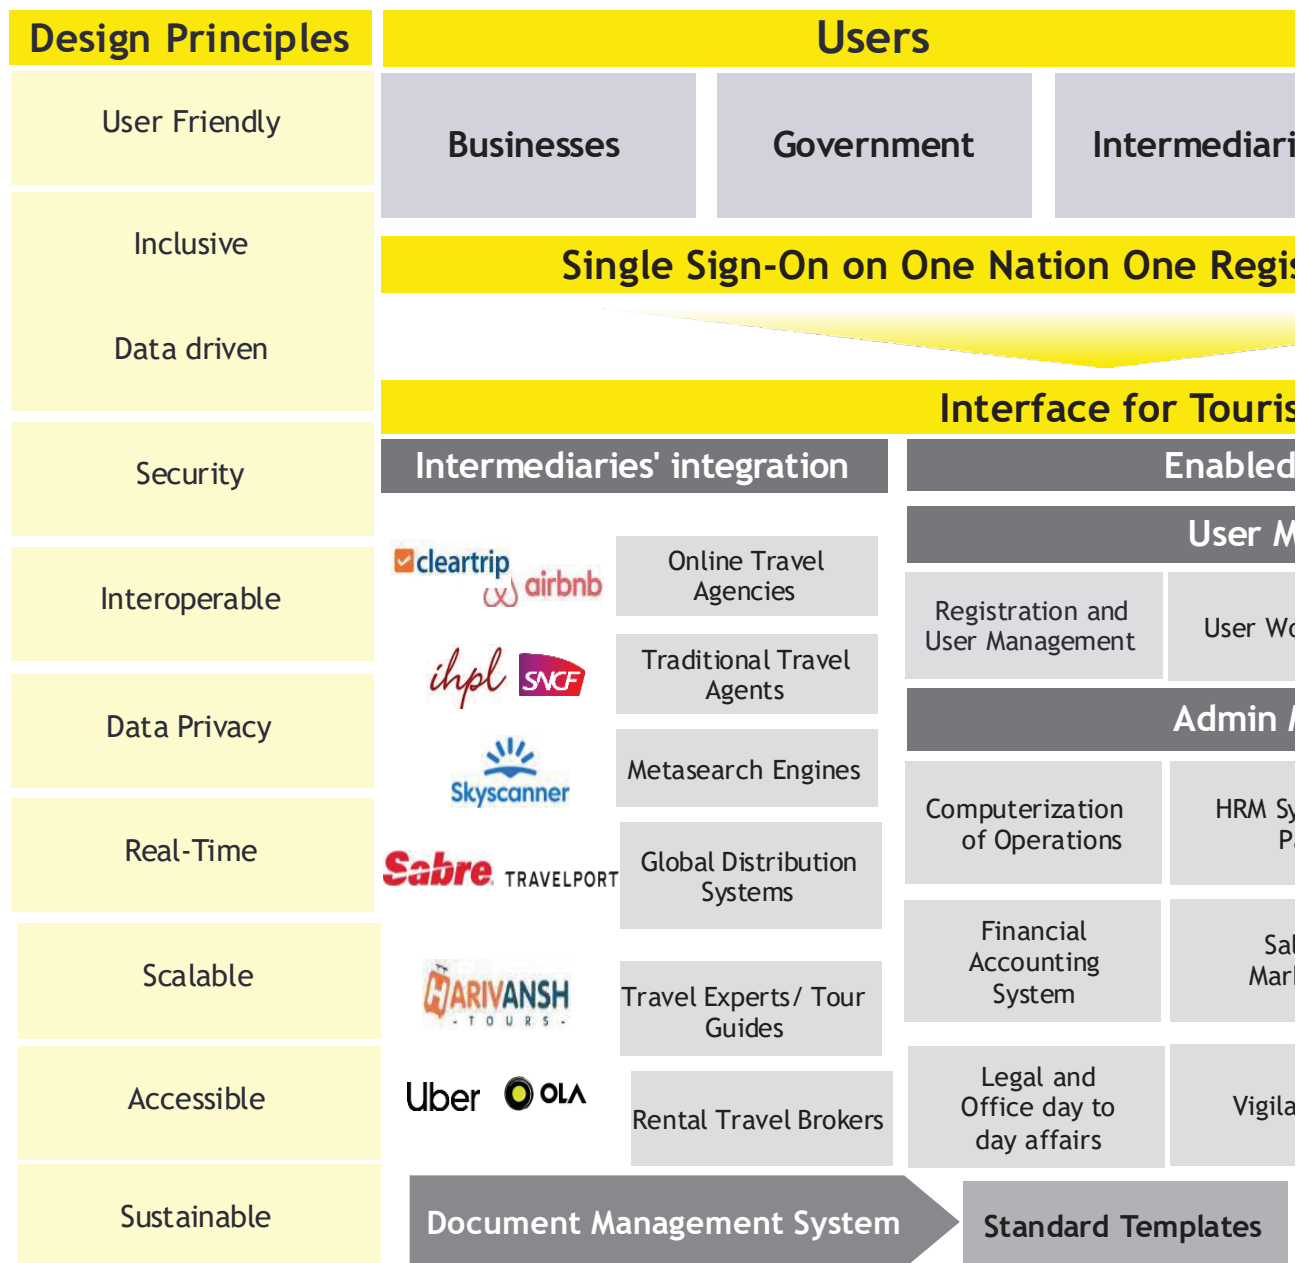 Design Principles
User Friendly
Inclusive
Data driven
Security
Interoperable
Data Privacy
Real-Time
Scalable
Accessible
Sustainable
Users
Businesses
Government
Intermediari
Single Sign-On on One Nation One Regis
Interface for Touris
Intermediaries' integration
cleartrip
airbnb
Online Travel
Agencies
ihpl
SNCF
Traditional Travel
Agents
Skyscanner
Metasearch Engines
Sabre
TRAVELPORT
Global Distribution
Systems
HARIVANSH
- TOURS -
Travel Experts/ Tour
Guides
Uber
OLA
Rental Travel Brokers
Enabled
User M
Registration and
User Management
User Wo
Admin M
Computerization
of Operations
HRM Sy
Pa
Financial
Accounting
System
Sal
Mark
Legal and
Office day to
day affairs
Vigila
Document Management System
Standard Templates